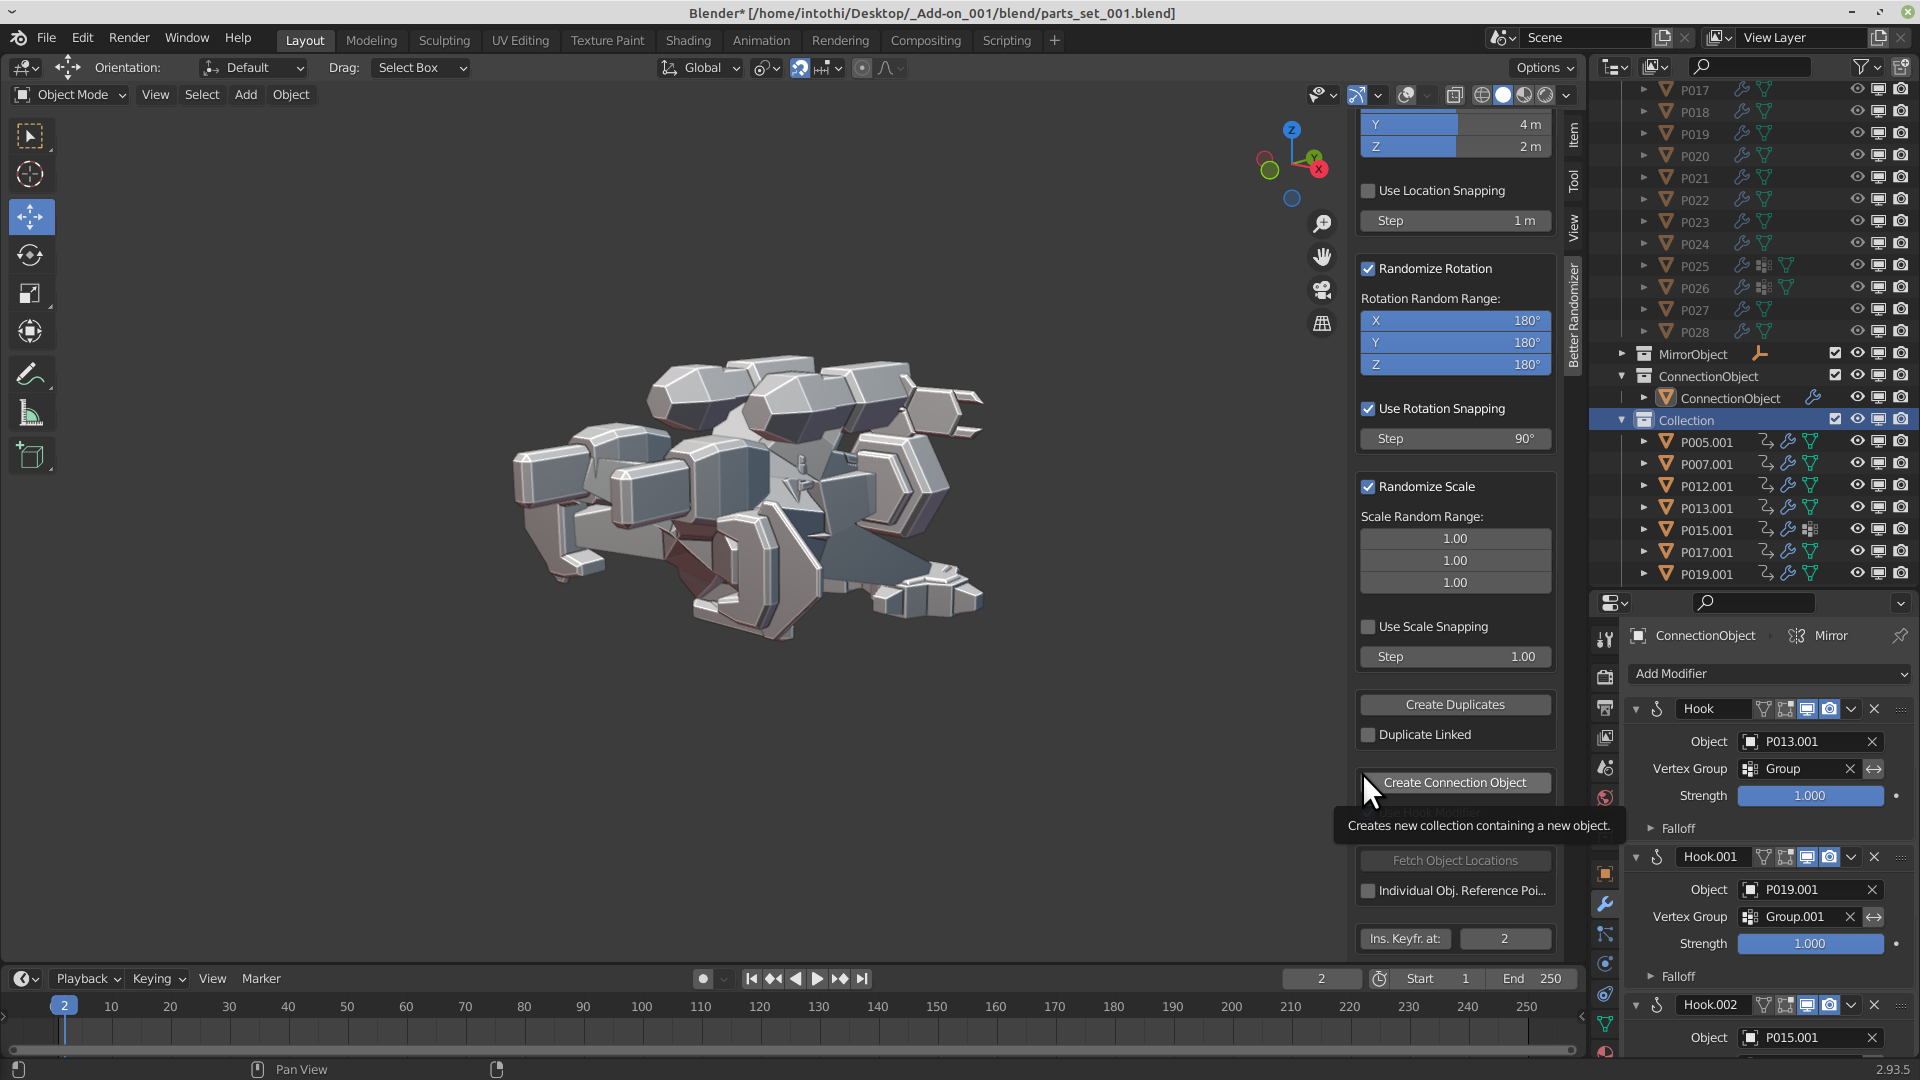 Blender* [/home/intothi/Desktop/_Add-on_001/blend/parts_set_001.blend]
File Edit Render Window Help Layout Modeling Sculpting UV Editing Texture Paint Shading Animation Rendering Compositing Scripting + Scene View Layer
Orientation: Default Drag: Select Box Global Options
Object Mode View Select Add Object
Z
Y
X
Item
Tool
View
Better Randomizer
Y 4 m
Z 2 m
Use Location Snapping
Step 1 m
Randomize Rotation
Rotation Random Range:
X 180°
Y 180°
Z 180°
Use Rotation Snapping
Step 90°
Randomize Scale
Scale Random Range:
1.00
1.00
1.00
Use Scale Snapping
Step 1.00
Create Duplicates
Duplicate Linked
Create Connection Object
Use Hook Modifier
Creates new collection containing a new object.
Fetch Object Locations
Individual Obj. Reference Poi...
Ins. Keyfr. at: 2
P017
P018
P019
P020
P021
P022
P023
P024
P025
P026
P027
P028
MirrorObject
ConnectionObject
ConnectionObject
Collection
P005.001
P007.001
P012.001
P013.001
P015.001
P017.001
P019.001
ConnectionObject Mirror
Add Modifier
Hook
Object P013.001
Vertex Group Group
Strength 1.000
Falloff
Hook.001
Object P019.001
Vertex Group Group.001
Strength 1.000
Falloff
Hook.002
Object P015.001
Playback Keying View Marker 2 Start 1 End 250
2 10 20 30 40 50 60 70 80 90 100 110 120 130 140 150 160 170 180 190 200 210 220 230 240 250
Pan View 2.93.5